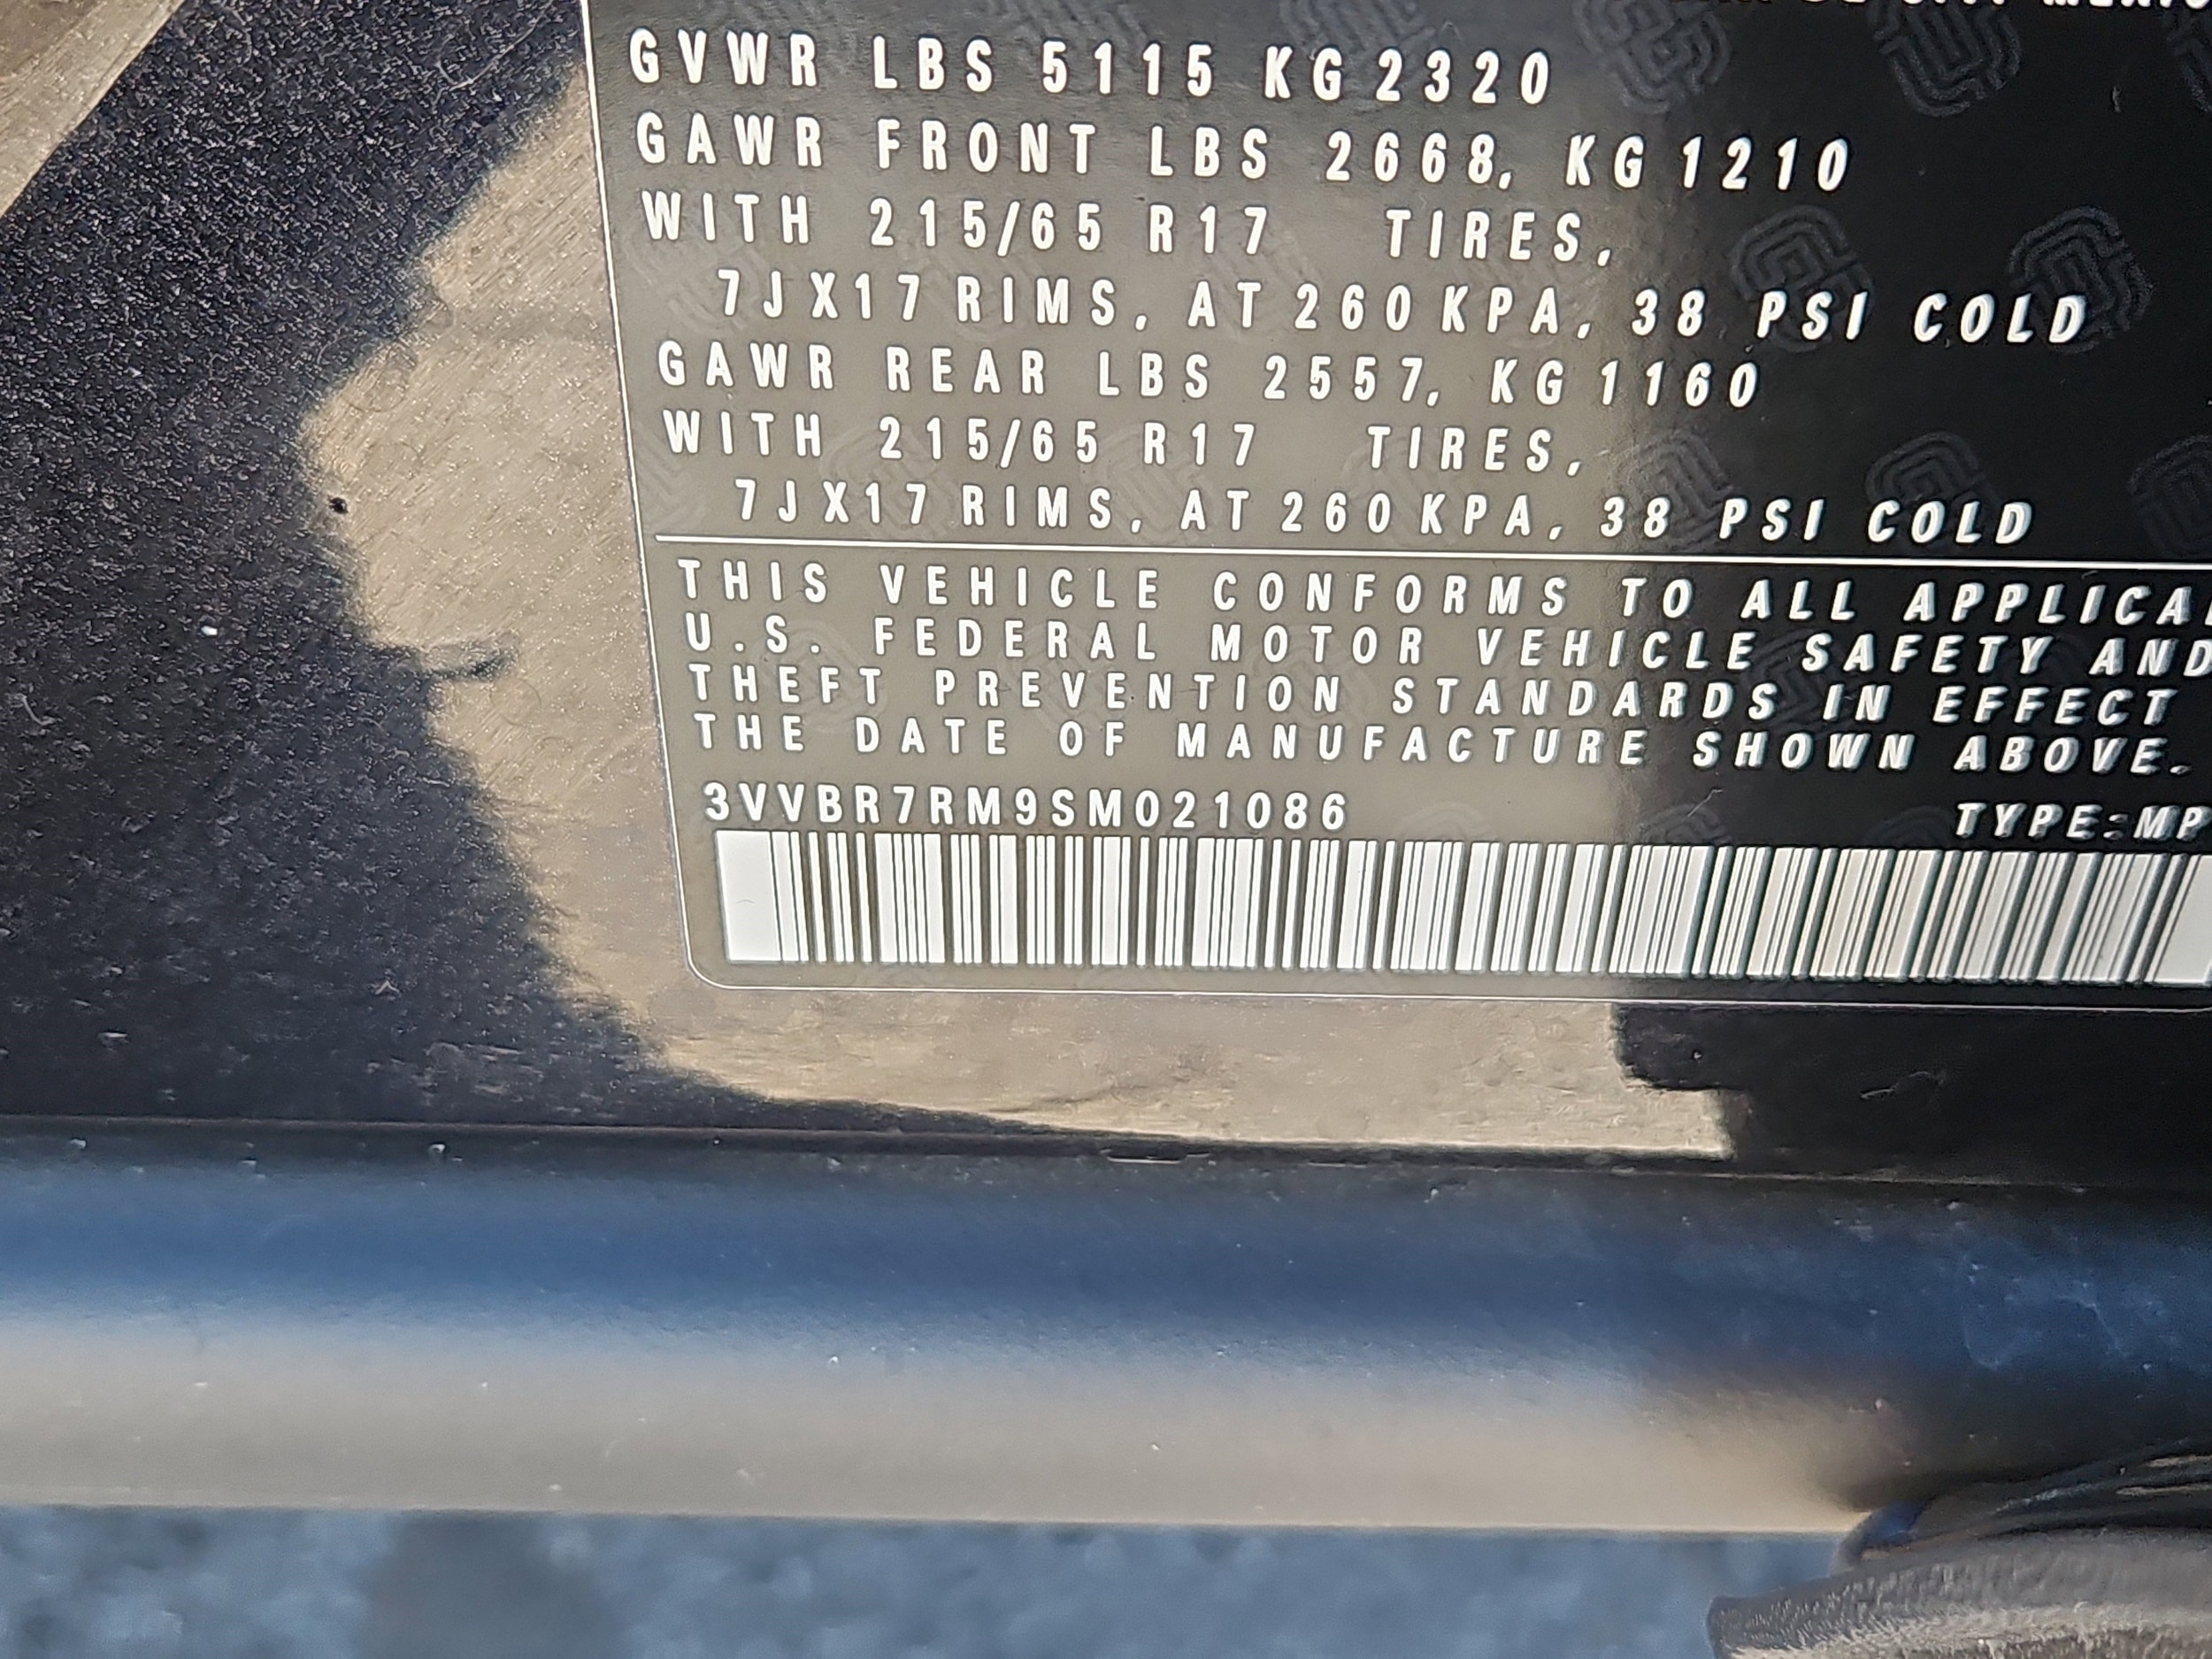 GVWR LBS 5115 KG 2320
GAWR FRONT LBS 2668, KG 1210
WITH 215/65 R17 TIRES,
7JX17 RIMS, AT 260 KPA, 38 PSI COLD
GAWR REAR LBS 2557, KG 1160
WITH 215/65 R17 TIRES,
7JX17 RIMS, AT 260 KPA, 38 PSI COLD
THIS VEHICLE CONFORMS TO ALL APPLICA
U.S. FEDERAL MOTOR VEHICLE SAFETY AND
THEFT PREVENTION STANDARDS IN EFFECT
THE DATE OF MANUFACTURE SHOWN ABOVE.
3VVBR7RM9SM021086
TYPE:MP